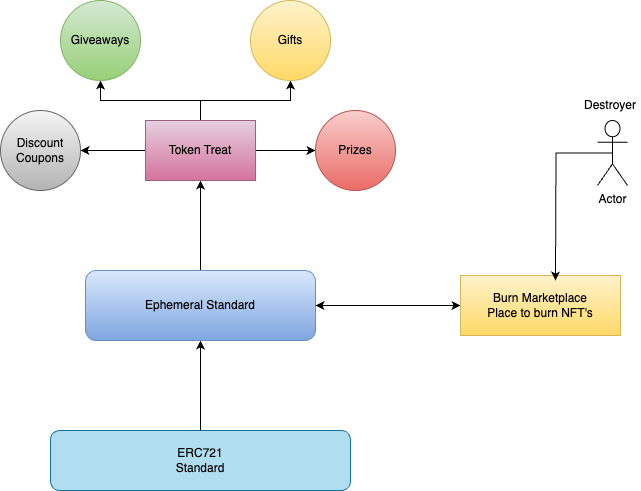 Giveaways
Gifts
Destroyer
Discount
Coupons
Token Treat
Prizes
Actor
Ephemeral Standard
Burn Marketplace
Place to burn NFT's
ERC721
Standard